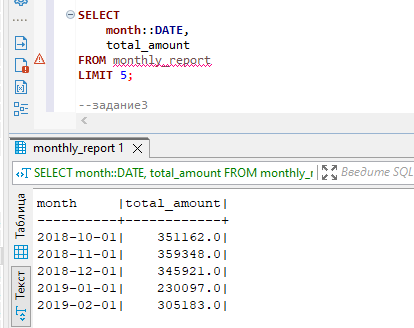 SELECT
month::DATE,
total_amount
FROM monthly_report
LIMIT 5;
--задание3
monthly_report 1
SELECT month::DATE, total_amount FROM monthly_r
Введите SQL
Таблица
Текст
month |total_amount|
----------+------------+
2018-10-01| 351162.0|
2018-11-01| 359348.0|
2018-12-01| 345921.0|
2019-01-01| 230097.0|
2019-02-01| 305183.0|